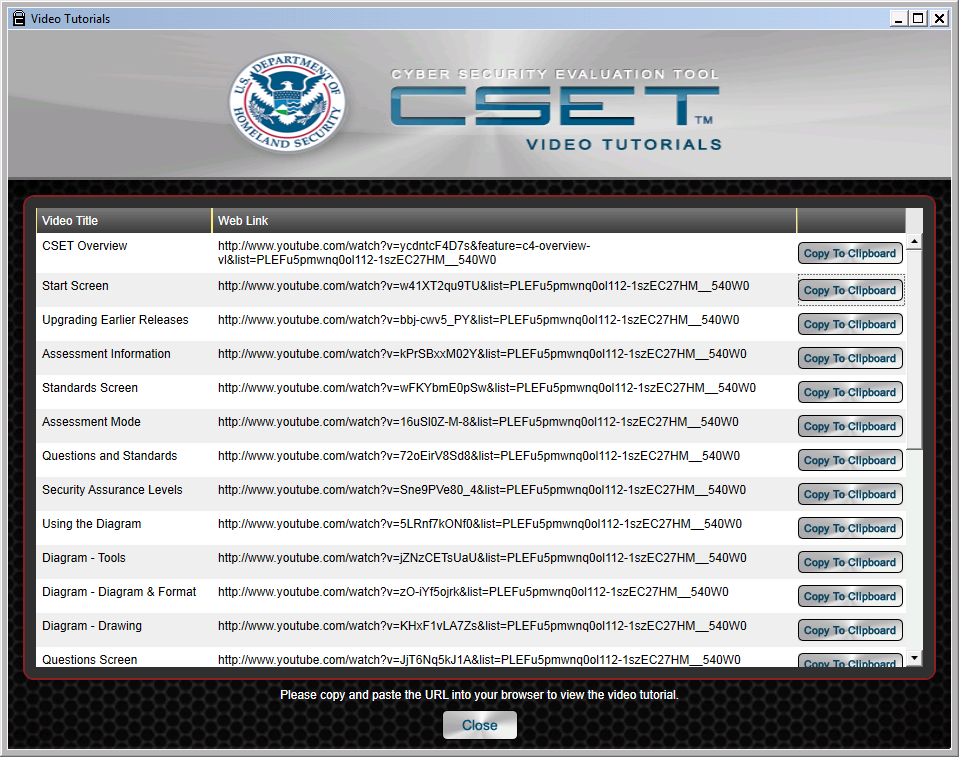 Video Tutorials
U.S. DEPARTMENT OF HOMELAND SECURITY
CYBER SECURITY EVALUATION TOOL
CSET TM
VIDEO TUTORIALS
Video Title Web Link
CSET Overview http://www.youtube.com/watch?v=ycdntcF4D7s&feature=c4-overview-
vl&list=PLEFu5pmwnq0ol112-1szEC27HM__540W0 Copy To Clipboard
Start Screen http://www.youtube.com/watch?v=w41XT2qu9TU&list=PLEFu5pmwnq0ol112-1szEC27HM__540W0 Copy To Clipboard
Upgrading Earlier Releases http://www.youtube.com/watch?v=bbj-cwv5_PY&list=PLEFu5pmwnq0ol112-1szEC27HM__540W0 Copy To Clipboard
Assessment Information http://www.youtube.com/watch?v=kPrSBxxM02Y&list=PLEFu5pmwnq0ol112-1szEC27HM__540W0 Copy To Clipboard
Standards Screen http://www.youtube.com/watch?v=wFKYbmE0pSw&list=PLEFu5pmwnq0ol112-1szEC27HM__540W0 Copy To Clipboard
Assessment Mode http://www.youtube.com/watch?v=16uSl0Z-M-8&list=PLEFu5pmwnq0ol112-1szEC27HM__540W0 Copy To Clipboard
Questions and Standards http://www.youtube.com/watch?v=72oEirV8Sd8&list=PLEFu5pmwnq0ol112-1szEC27HM__540W0 Copy To Clipboard
Security Assurance Levels http://www.youtube.com/watch?v=Sne9PVe80_4&list=PLEFu5pmwnq0ol112-1szEC27HM__540W0 Copy To Clipboard
Using the Diagram http://www.youtube.com/watch?v=5LRnf7kONf0&list=PLEFu5pmwnq0ol112-1szEC27HM__540W0 Copy To Clipboard
Diagram - Tools http://www.youtube.com/watch?v=jZNzCETsUaU&list=PLEFu5pmwnq0ol112-1szEC27HM__540W0 Copy To Clipboard
Diagram - Diagram & Format http://www.youtube.com/watch?v=zO-iYf5ojrk&list=PLEFu5pmwnq0ol112-1szEC27HM__540W0 Copy To Clipboard
Diagram - Drawing http://www.youtube.com/watch?v=KHxF1vLA7Zs&list=PLEFu5pmwnq0ol112-1szEC27HM__540W0 Copy To Clipboard
Questions Screen http://www.youtube.com/watch?v=JjT6Nq5kJ1A&list=PLEFu5pmwnq0ol112-1szEC27HM__540W0 Copy To Clipboard
Please copy and paste the URL into your browser to view the video tutorial.
Close